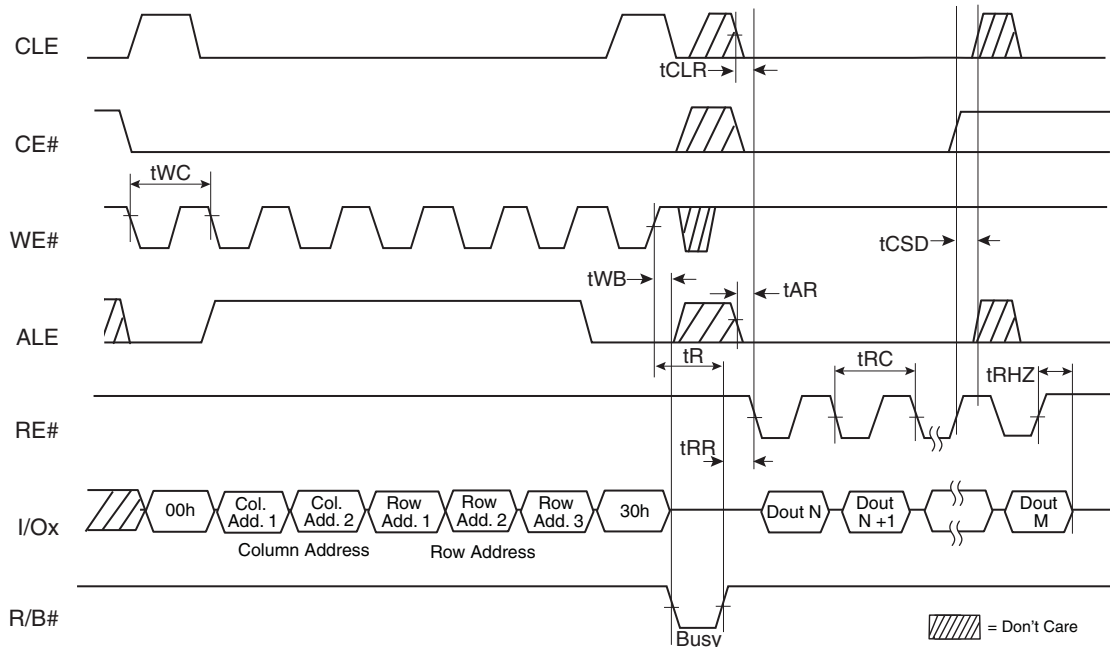 CLE
tCLR
CE#
tWC
WE#
tCSD
tWB
tAR
ALE
tR
tRC
tRHZ
RE#
tRR
I/Ox
00h
Col.
Add. 1
Col.
Add. 2
Row
Add. 1
Row
Add. 2
Row
Add. 3
30h
Dout N
Dout
N +1
Dout
M
Column Address
Row Address
R/B#
Busy
= Don't Care